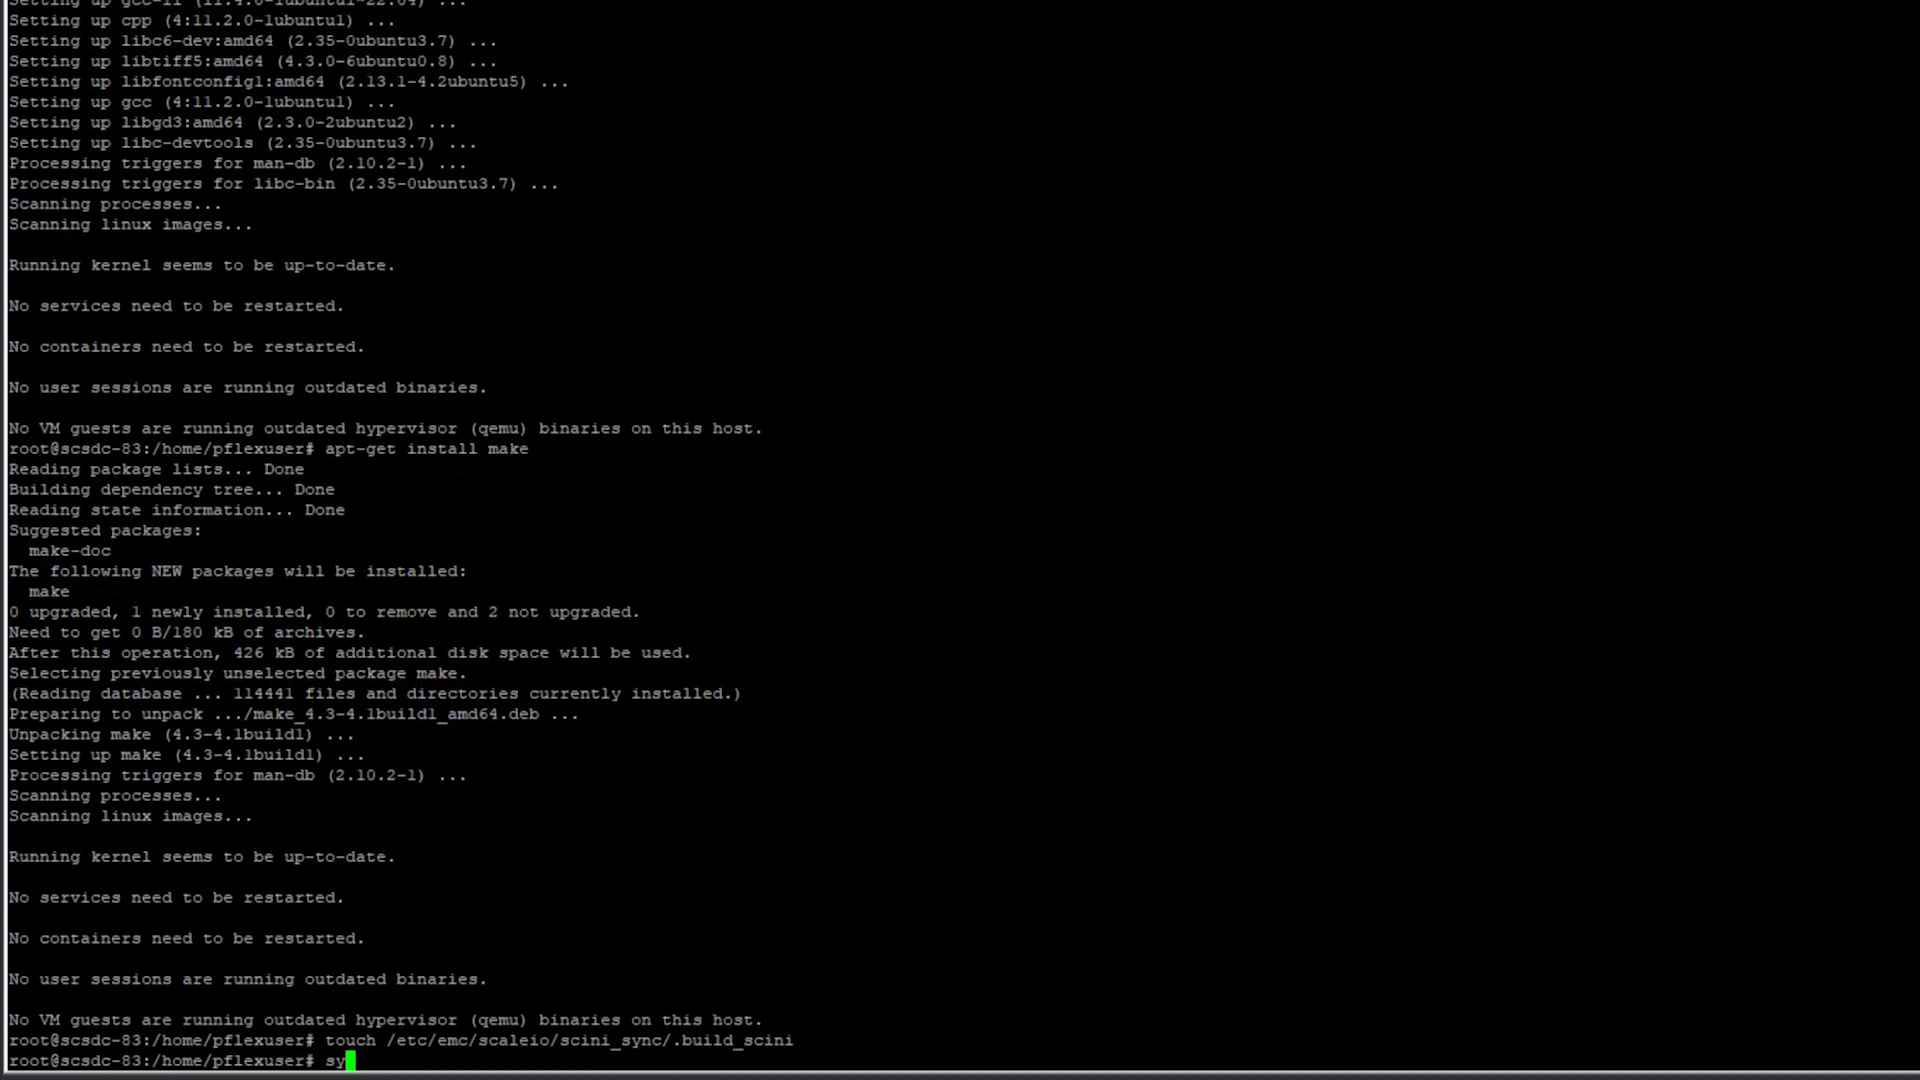 Setting up gcc-11 (11.4.0-1ubuntu1~22.04) ...
Setting up cpp (4:11.2.0-1ubuntu1) ...
Setting up libc6-dev:amd64 (2.35-0ubuntu3.7) ...
Setting up libtiff5:amd64 (4.3.0-6ubuntu0.8) ...
Setting up libfontconfig1:amd64 (2.13.1-4.2ubuntu5) ...
Setting up gcc (4:11.2.0-1ubuntu1) ...
Setting up libgd3:amd64 (2.3.0-2ubuntu2) ...
Setting up libc-devtools (2.35-0ubuntu3.7) ...
Processing triggers for man-db (2.10.2-1) ...
Processing triggers for libc-bin (2.35-0ubuntu3.7) ...
Scanning processes...
Scanning linux images...
Running kernel seems to be up-to-date.
No services need to be restarted.
No containers need to be restarted.
No user sessions are running outdated binaries.
No VM guests are running outdated hypervisor (qemu) binaries on this host.
root@scsdc-83:/home/pflexuser# apt-get install make
Reading package lists... Done
Building dependency tree... Done
Reading state information... Done
Suggested packages:
  make-doc
The following NEW packages will be installed:
  make
0 upgraded, 1 newly installed, 0 to remove and 2 not upgraded.
Need to get 0 B/180 kB of archives.
After this operation, 426 kB of additional disk space will be used.
Selecting previously unselected package make.
(Reading database ... 114441 files and directories currently installed.)
Preparing to unpack .../make_4.3-4.1build1_amd64.deb ...
Unpacking make (4.3-4.1build1) ...
Setting up make (4.3-4.1build1) ...
Processing triggers for man-db (2.10.2-1) ...
Scanning processes...
Scanning linux images...
Running kernel seems to be up-to-date.
No services need to be restarted.
No containers need to be restarted.
No user sessions are running outdated binaries.
No VM guests are running outdated hypervisor (qemu) binaries on this host.
root@scsdc-83:/home/pflexuser# touch /etc/emc/scaleio/scini_sync/.build_scini
root@scsdc-83:/home/pflexuser# sy